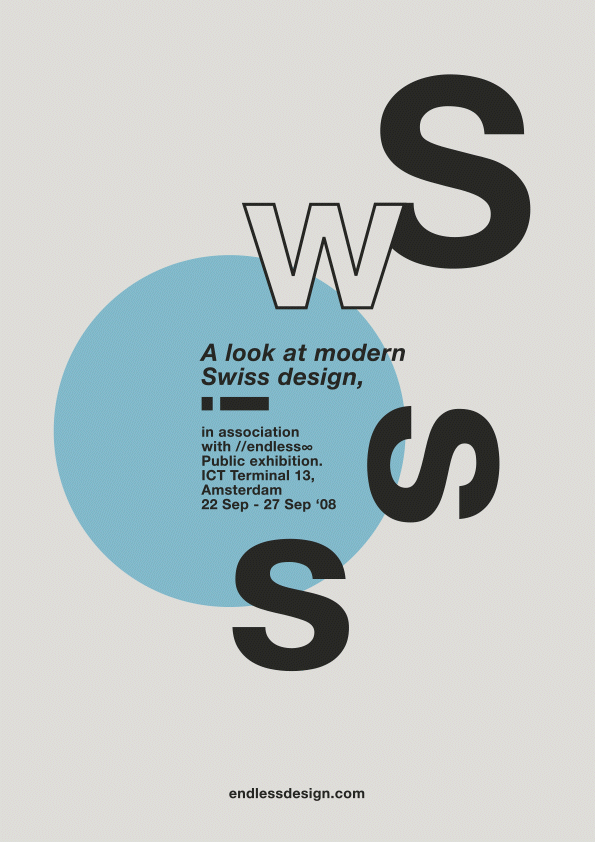 S
w
A look at modern
Swiss design,
in association
with //endless∞
Public exhibition.
ICT Terminal 13,
Amsterdam
22 Sep - 27 Sep ‘08
S
S
endlessdesign.com